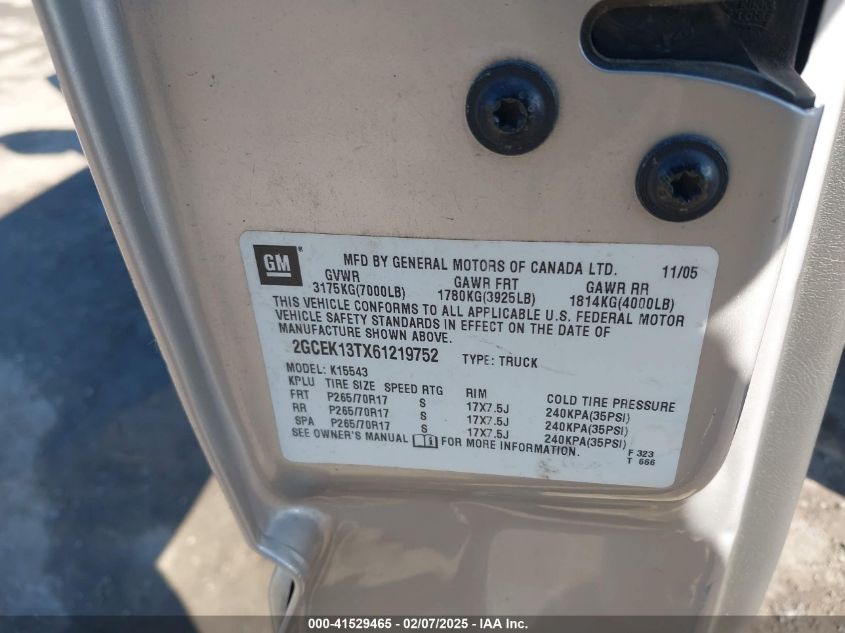 GM ®
MFD BY GENERAL MOTORS OF CANADA LTD. 11/05
GVWR GAWR FRT GAWR RR
3175KG(7000LB) 1780KG(3925LB) 1814KG(4000LB)
THIS VEHICLE CONFORMS TO ALL APPLICABLE U.S. FEDERAL MOTOR
VEHICLE SAFETY STANDARDS IN EFFECT ON THE DATE OF
MANUFACTURE SHOWN ABOVE.
2GCEK13TX61219752 TYPE: TRUCK
MODEL: K15543
KPLU TIRE SIZE SPEED RTG RIM COLD TIRE PRESSURE
FRT P265/70R17 S 17X7.5J 240KPA(35PSI)
RR P265/70R17 S 17X7.5J 240KPA(35PSI)
SPA P265/70R17 S 17X7.5J 240KPA(35PSI)
SEE OWNER'S MANUAL FOR MORE INFORMATION.
F 323
T 666
000-41529465 - 02/07/2025 - IAA Inc.